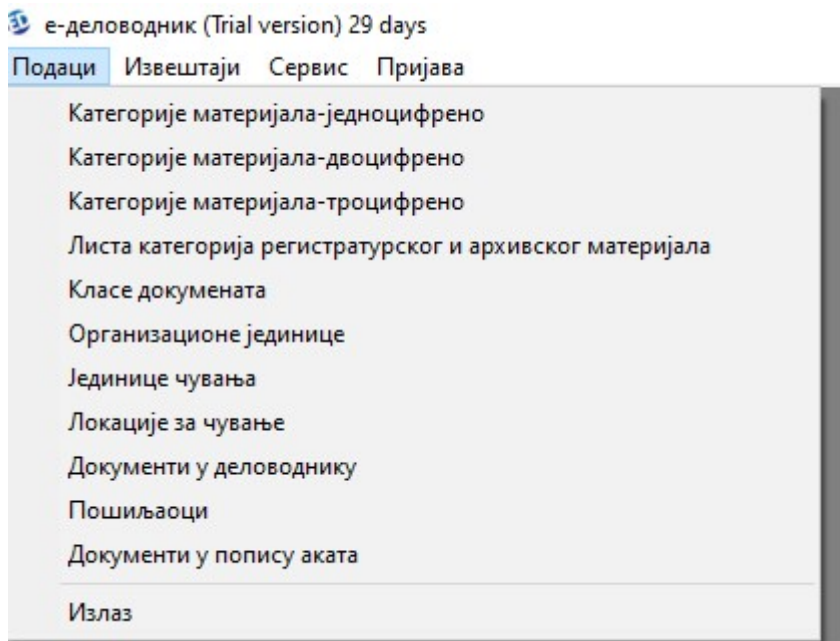 е-деловодник (Trial version) 29 days
Подаци Извештаји Сервис Пријава
Категорије материјала-једноцифрено
Категорије материјала-двоцифрено
Категорије материјала-троцифрено
Листа категорија регистратурског и архивског материјала
Класе докумената
Организационе јединице
Јединице чувања
Локације за чување
Документи у деловоднику
Пошиљаоци
Документи у попису аката
Излаз